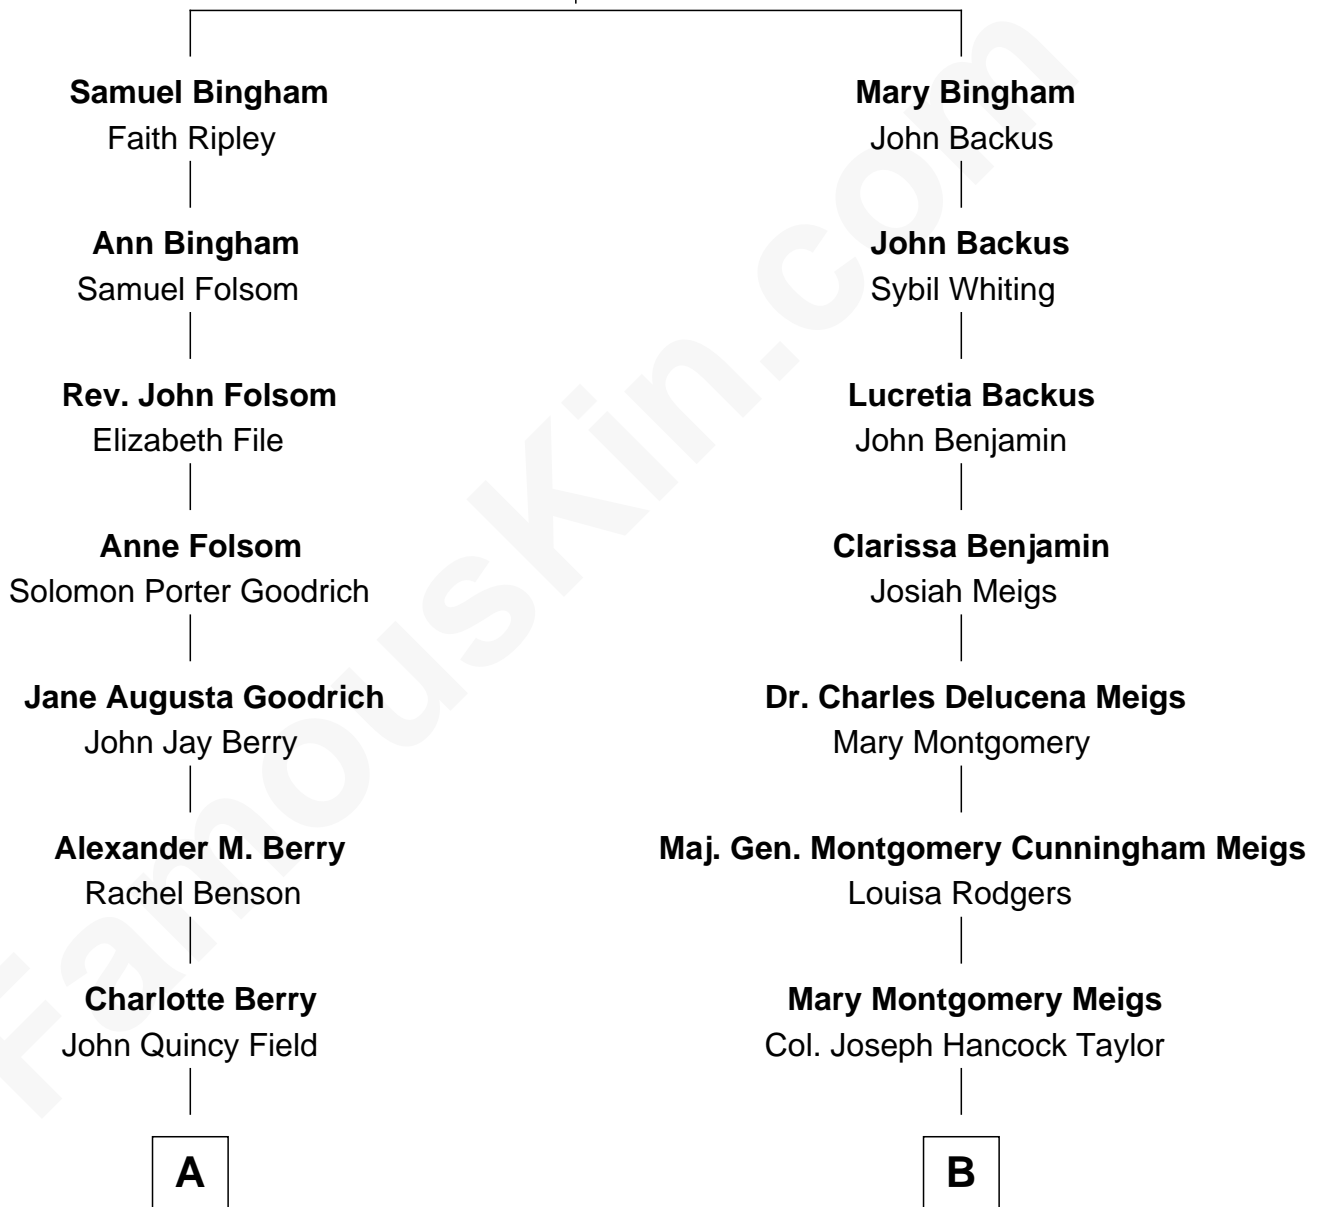 Samuel Bingham
Faith Ripley
Mary Bingham
John Backus
Ann Bingham
Samuel Folsom
John Backus
Sybil Whiting
Rev. John Folsom
Elizabeth File
Lucretia Backus
John Benjamin
Anne Folsom
Solomon Porter Goodrich
Clarissa Benjamin
Josiah Meigs
Jane Augusta Goodrich
John Jay Berry
Dr. Charles Delucena Meigs
Mary Montgomery
Alexander M. Berry
Rachel Benson
Maj. Gen. Montgomery Cunningham Meigs
Louisa Rodgers
Charlotte Berry
John Quincy Field
Mary Montgomery Meigs
Col. Joseph Hancock Taylor
A
B
FamousKin.com